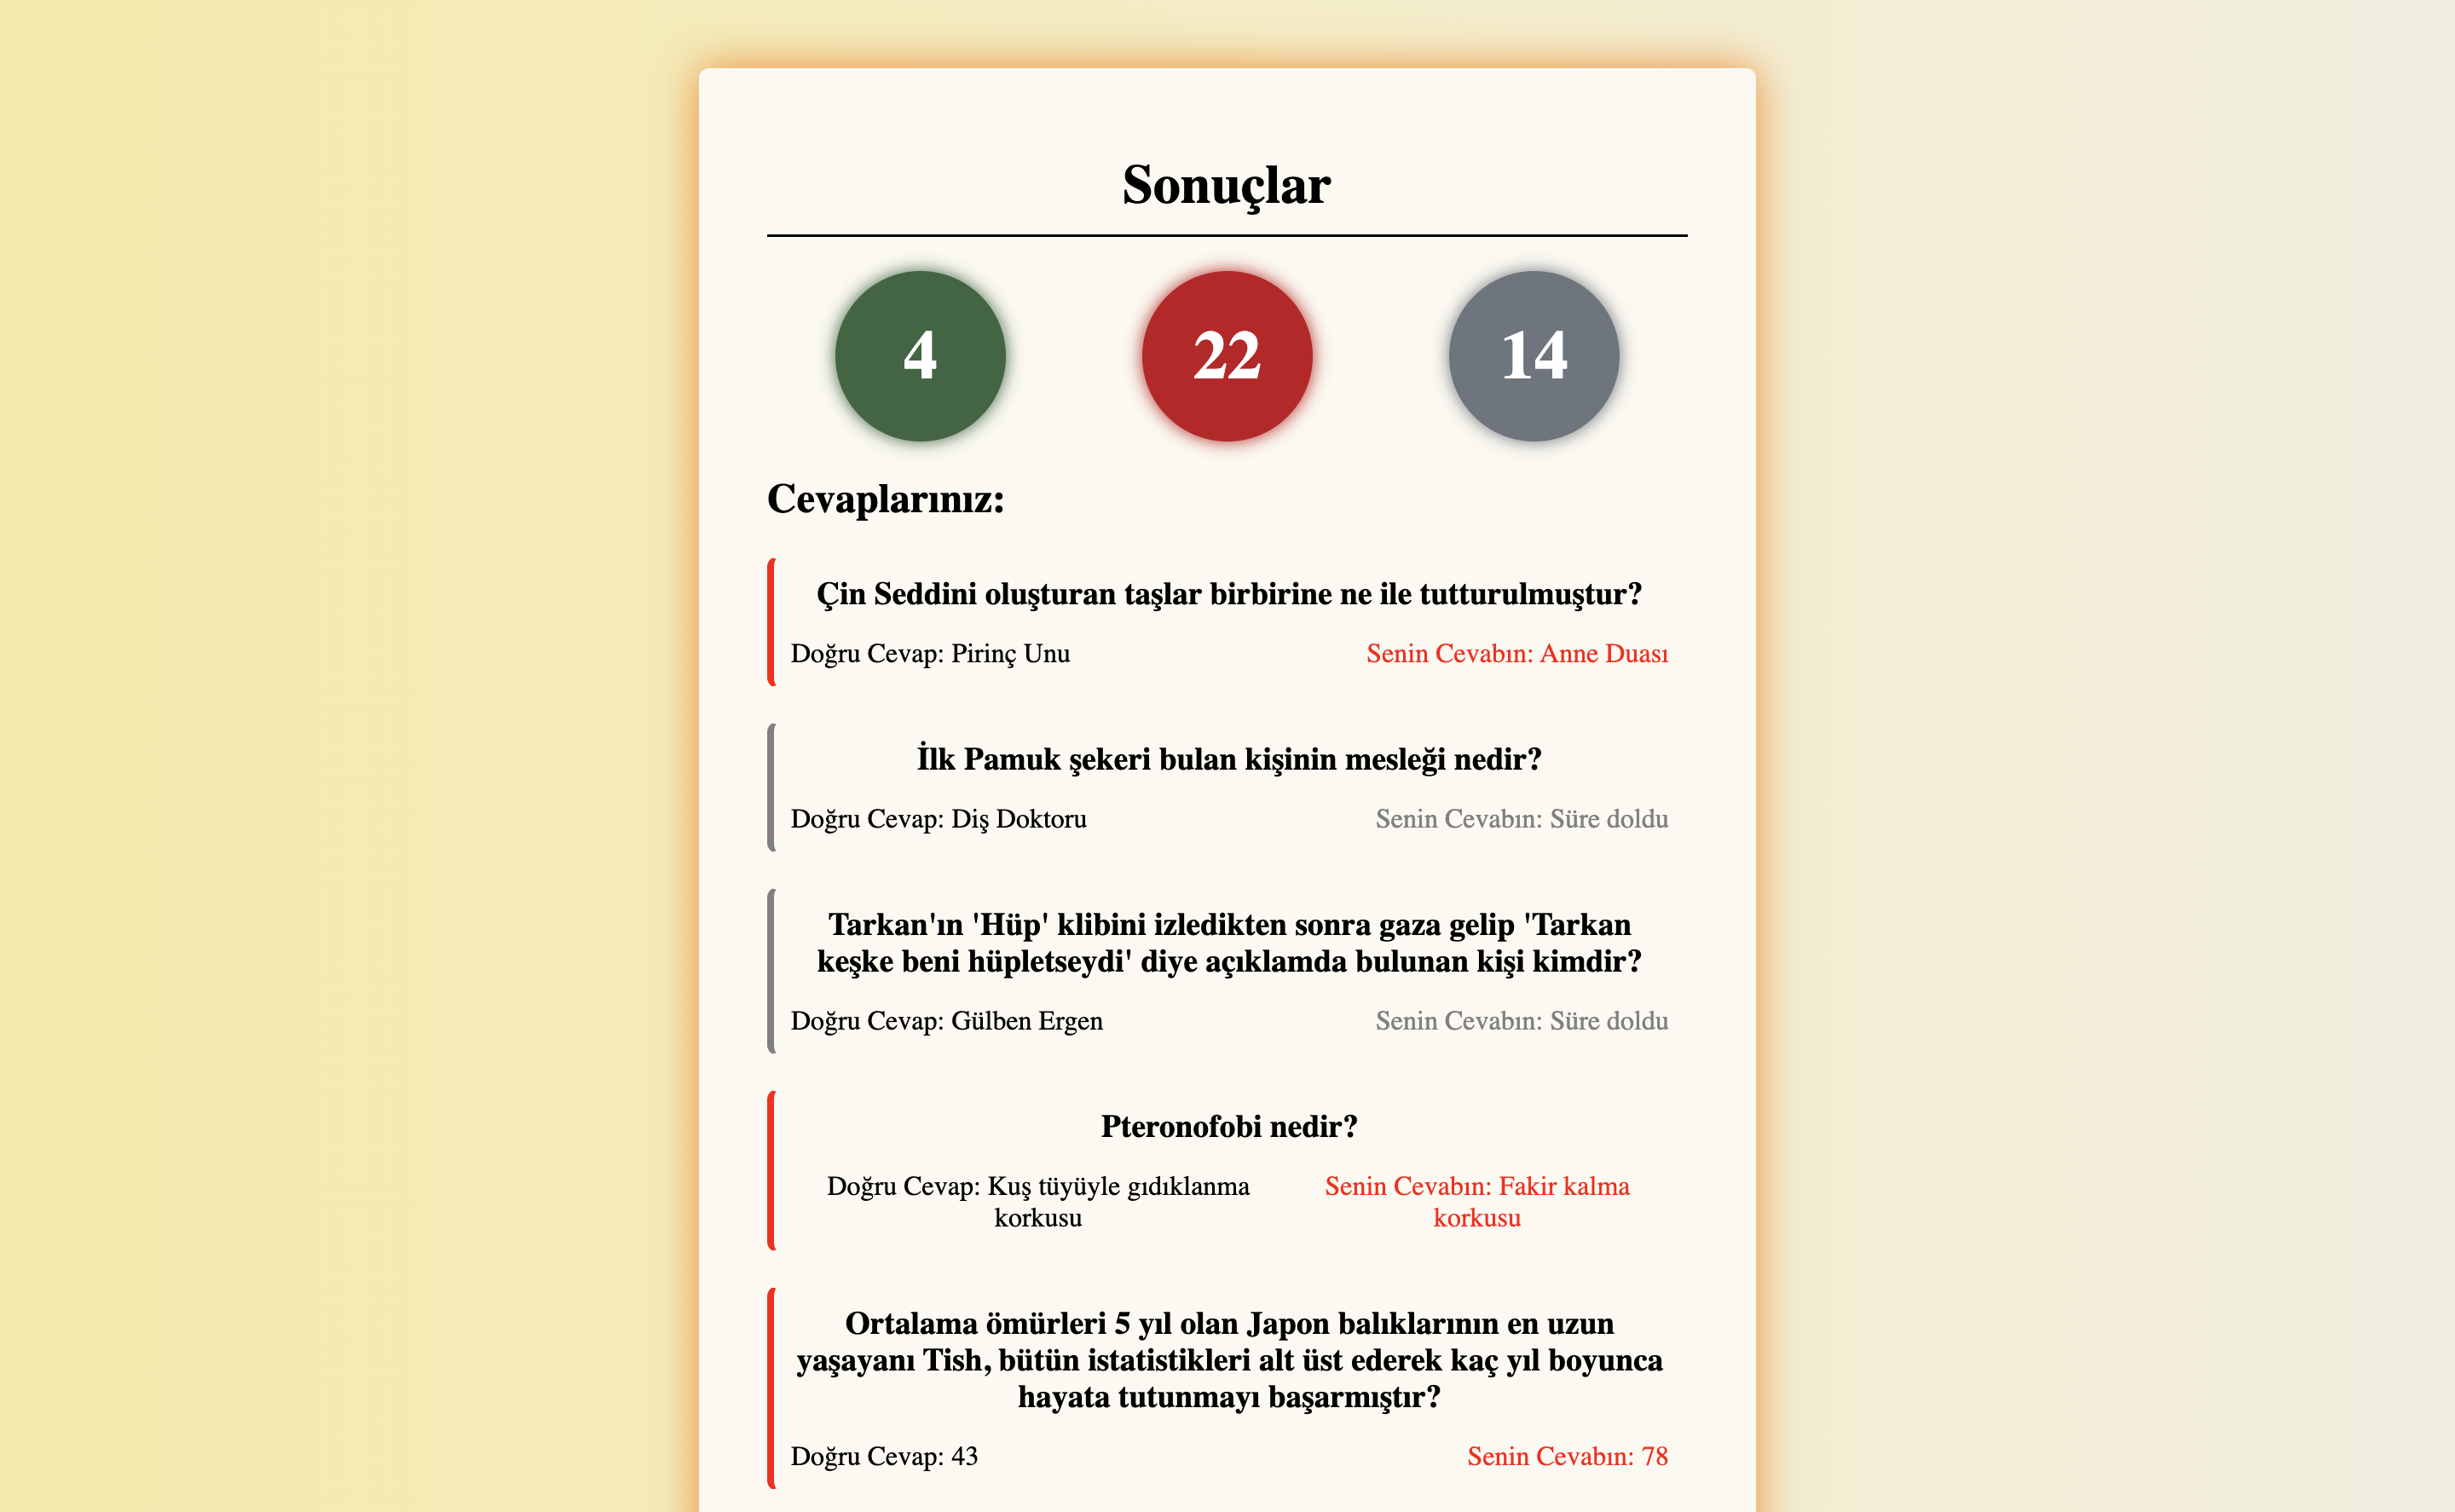 Sonuçlar
4
22
14
Cevaplarınız:
Çin Seddini oluşturan taşlar birbirine ne ile tutturulmuştur?
Doğru Cevap: Pirinç Unu
Senin Cevabın: Anne Duası
İlk Pamuk şekeri bulan kişinin mesleği nedir?
Doğru Cevap: Diş Doktoru
Senin Cevabın: Süre doldu
Tarkan'ın 'Hüp' klibini izledikten sonra gaza gelip 'Tarkan
keşke beni hüpletseydi' diye açıklamda bulunan kişi kimdir?
Doğru Cevap: Gülben Ergen
Senin Cevabın: Süre doldu
Pteronofobi nedir?
Doğru Cevap: Kuş tüyüyle gıdıklanma
korkusu
Senin Cevabın: Fakir kalma
korkusu
Ortalama ömürleri 5 yıl olan Japon balıklarının en uzun
yaşayanı Tish, bütün istatistikleri alt üst ederek kaç yıl boyunca
hayata tutunmayı başarmıştır?
Doğru Cevap: 43
Senin Cevabın: 78